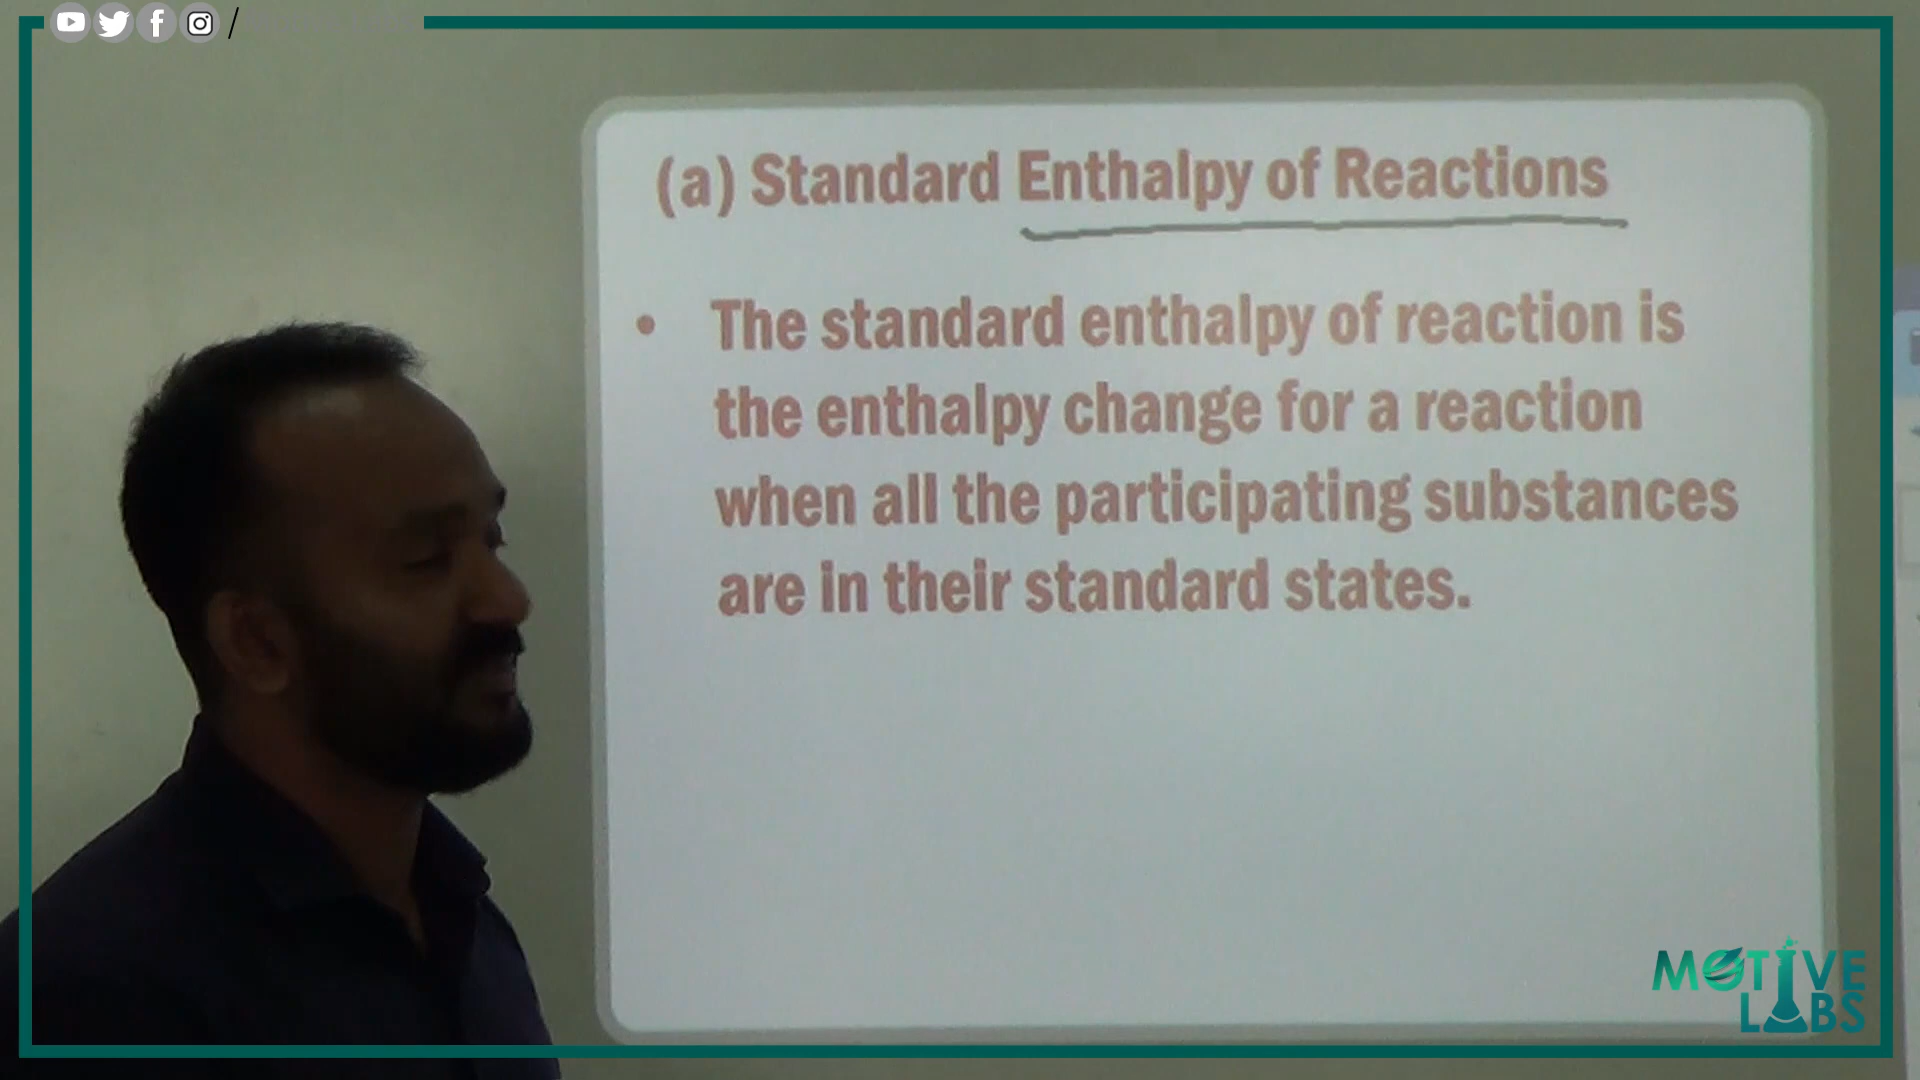 /
(a) Standard Enthalpy of Reactions
• The standard enthalpy of reaction is
the enthalpy change for a reaction
when all the participating substances
are in their standard states.
MOTIVE
LABS